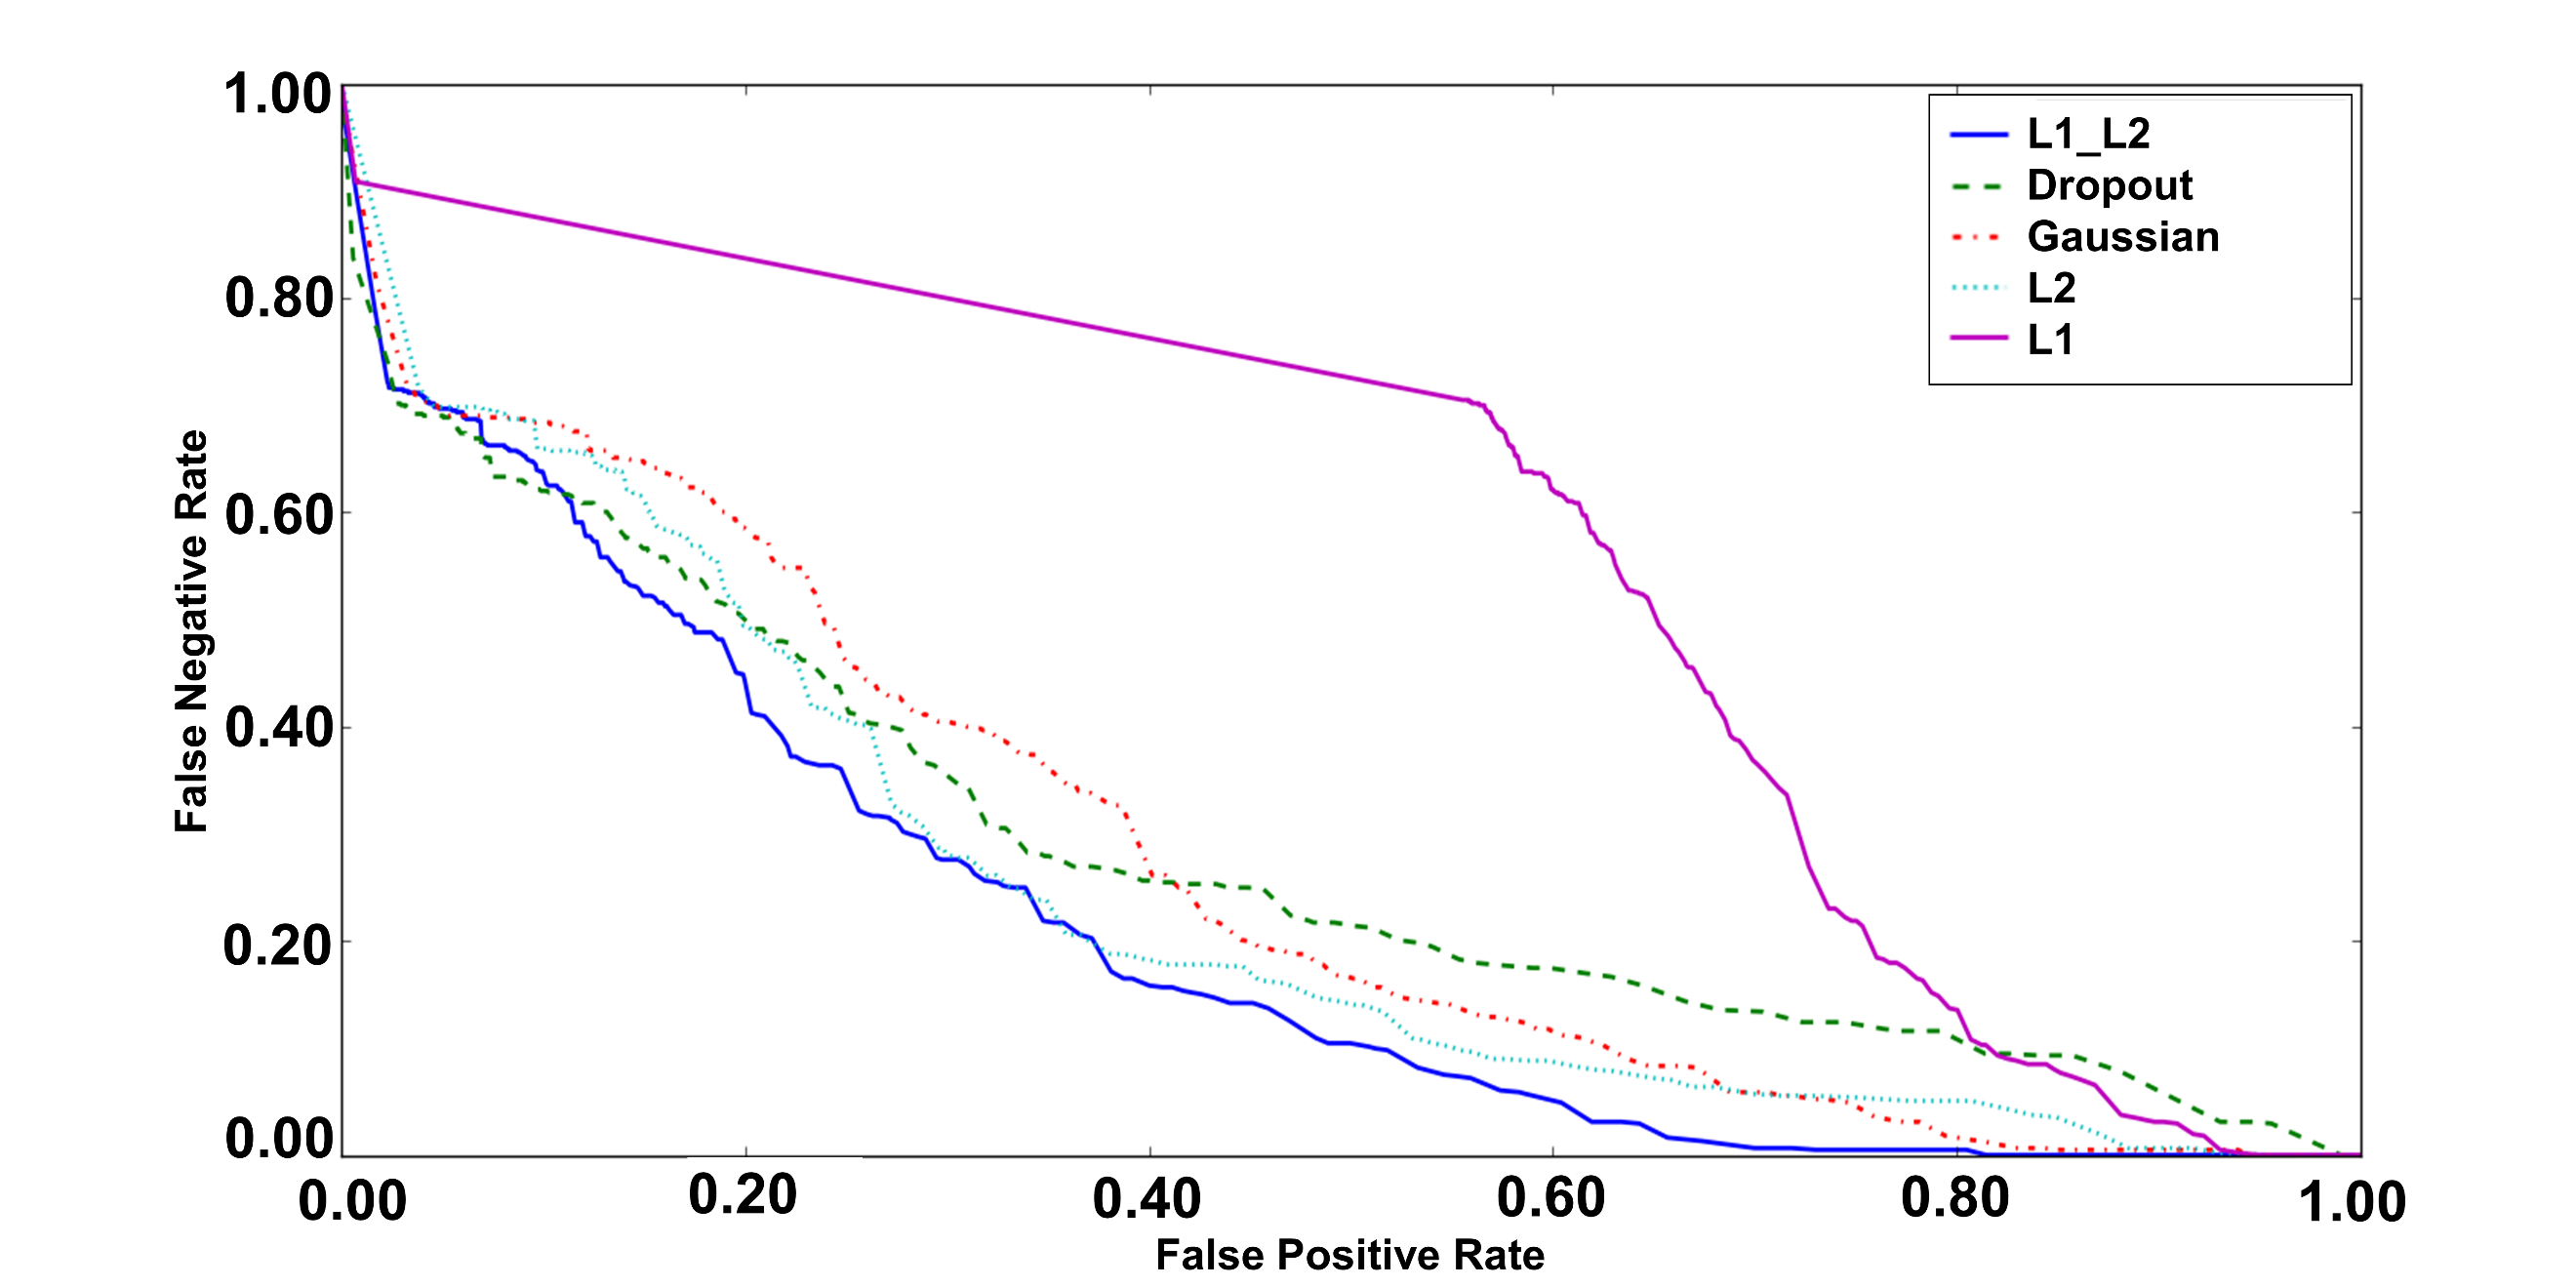 1.00
0.80
0.60
0.40
0.20
0.00
False Negative Rate
L1_L2
Dropout
Gaussian
L2
L1
0.00 0.20 0.40 0.60 0.80 1.00
False Positive Rate